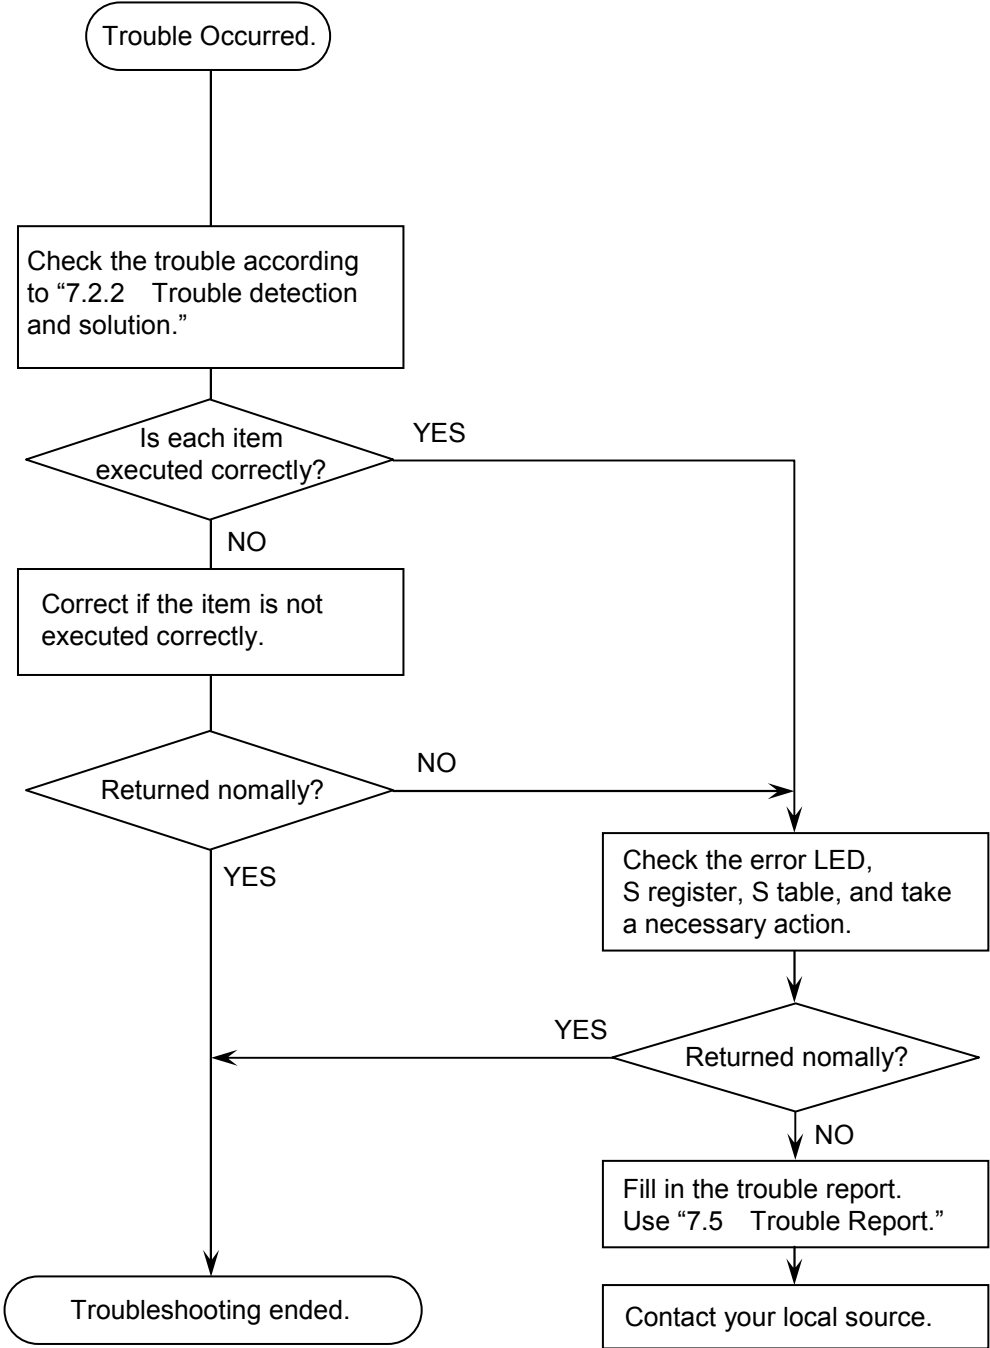 Trouble Occurred.
Check the trouble according
to “7.2.2    Trouble detection
and solution.”
Is each item
executed correctly?
YES
NO
Correct if the item is not
executed correctly.
Returned nomally?
NO
YES
Check the error LED,
S register, S table, and take
a necessary action.
Returned nomally?
YES
NO
Fill in the trouble report.
Use “7.5    Trouble Report.”
Troubleshooting ended.
Contact your local source.